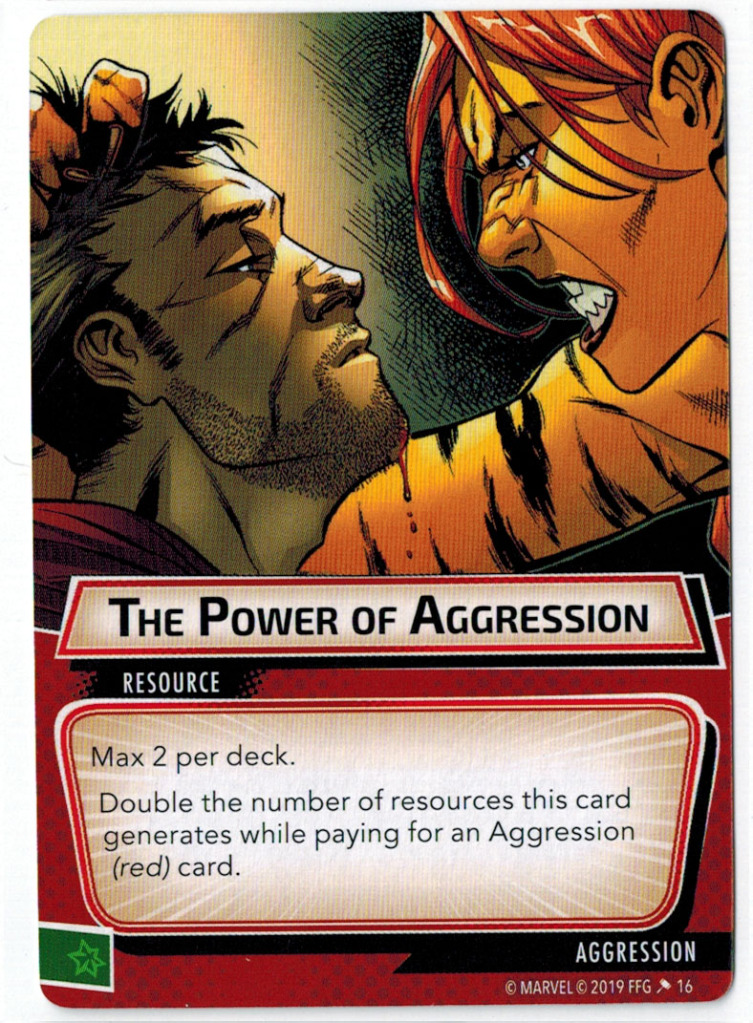 THE POWER OF AGGRESSION
RESOURCE
Max 2 per deck.
Double the number of resources this card
generates while paying for an Aggression
(red) card.
AGGRESSION
© MARVEL © 2019 FFG 16